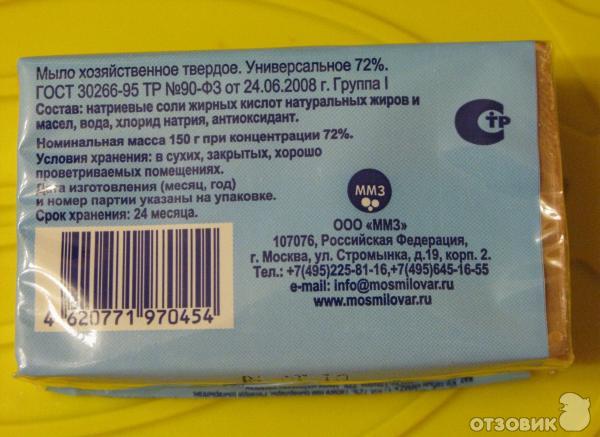 Мыло хозяйственное твердое. Универсальное 72%.
ГОСТ 30266-95 ТР №90-ФЗ от 24.06.2008 г. Группа I
Состав: натриевые соли жирных кислот натуральных жиров и
масел, вода, хлорид натрия, антиоксидант.
Номинальная масса 150 г при концентрации 72%.
Условия хранения: в сухих, закрытых, хорошо
проветриваемых помещениях.
Дата изготовления (месяц, год)
и номер партии указаны на упаковке.
Срок хранения: 24 месяца.
4 620771 970454
СТР
ММЗ
ООО «ММЗ»
107076, Российская Федерация,
г. Москва, ул. Стромынка, д.19, корп. 2.
Тел.: +7(495)225-81-16,+7(495)645-16-55
e-mail: info@mosmilovar.ru
www.mosmilovar.ru
ОТЗОВИК